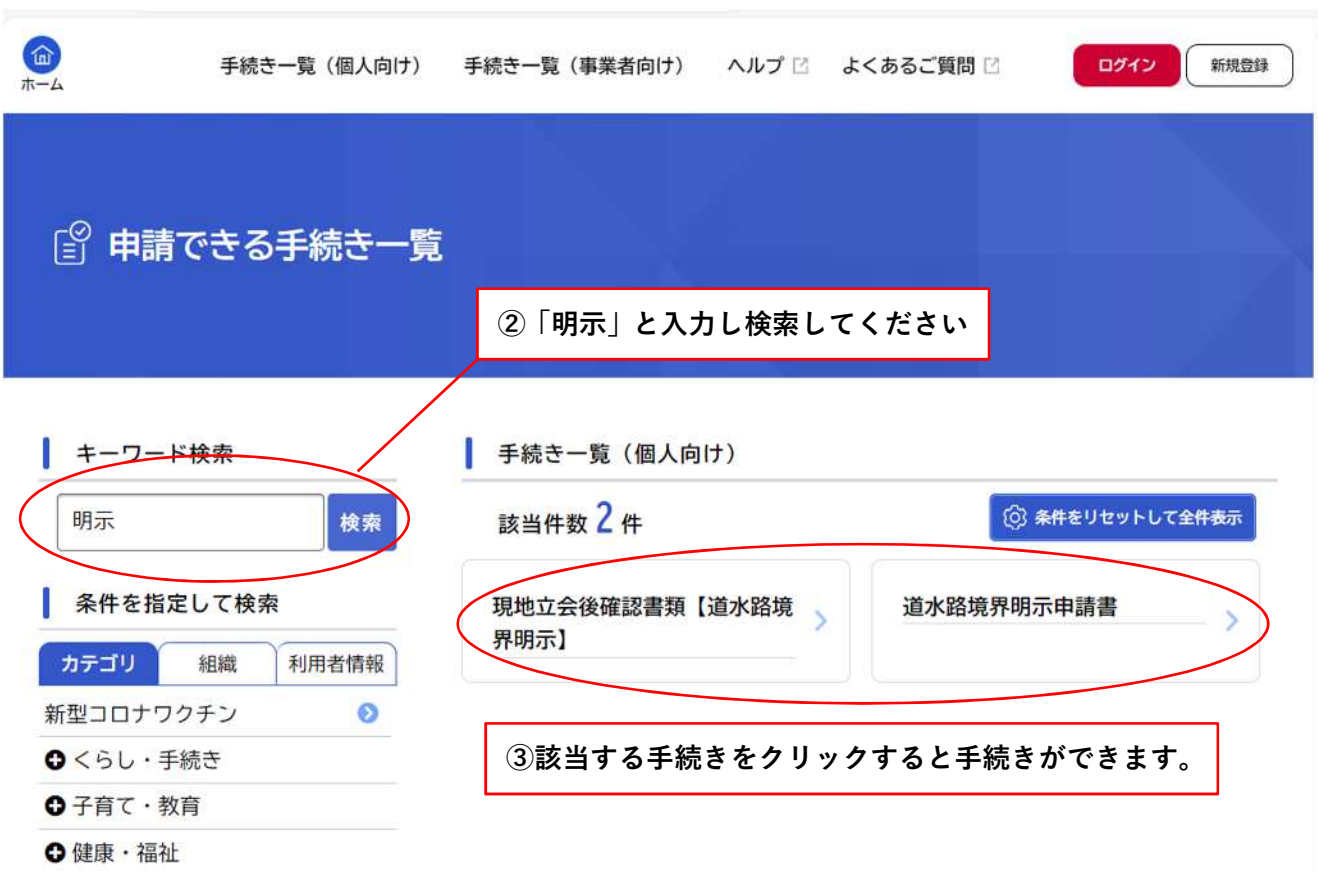 ホーム
手続き一覧（個人向け）
手続き一覧（事業者向け）
ヘルプ
よくあるご質問
ログイン
新規登録
申請できる手続き一覧
②「明示」と入力し検索してください
キーワード検索
明示
検索
条件を指定して検索
カテゴリ
組織
利用者情報
新型コロナワクチン
くらし・手続き
子育て・教育
健康・福祉
手続き一覧（個人向け）
該当件数 2 件
条件をリセットして全件表示
現地立会後確認書類【道水路境
界明示】
道水路境界明示申請書
③該当する手続きをクリックすると手続きができます。